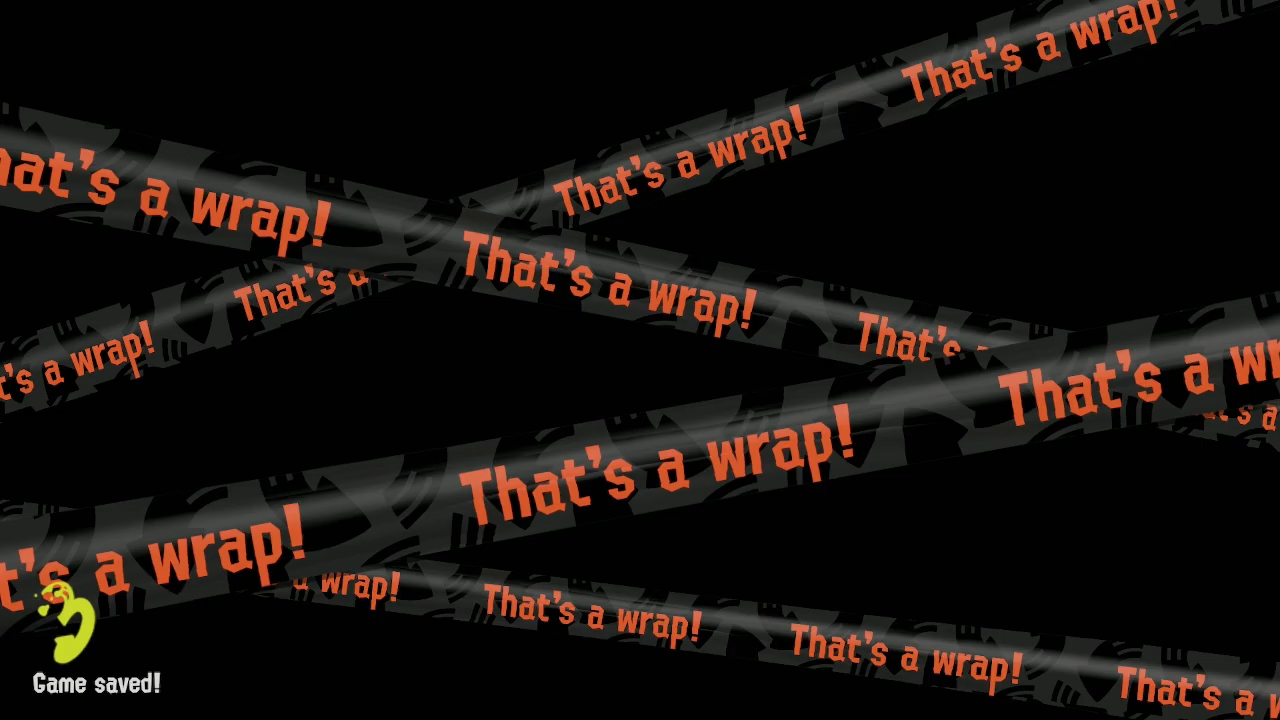 That's a wrap!
That's a wrap!
hat's a wrap!
That's a wrap!
That's
That's a
t's a wrap!
That's a wr
That's a wrap!
t's a wrap!
t's a
a wrap!
That's a wrap!
That's a wrap!
That's a w
Game saved!